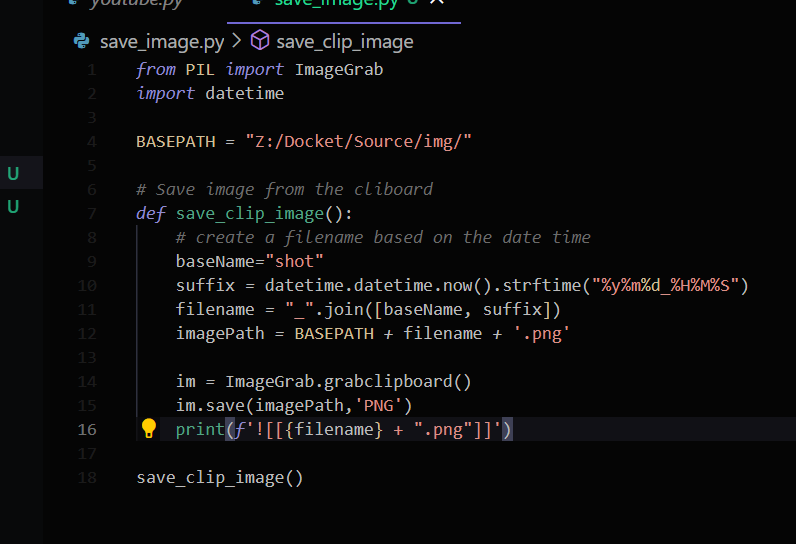 youtube.py save_image.py U
save_image.py > save_clip_image
1 from PIL import ImageGrab
2 import datetime
3
4 BASEPATH = "Z:/Docket/Source/img/"
5
6 # Save image from the cliboard
7 def save_clip_image():
8 # create a filename based on the date time
9 baseName="shot"
10 suffix = datetime.datetime.now().strftime("%y%m%d_%H%M%S")
11 filename = "_".join([baseName, suffix])
12 imagePath = BASEPATH + filename + '.png'
13
14 im = ImageGrab.grabclipboard()
15 im.save(imagePath,'PNG')
16 print(f'![[{filename} + ".png"]]')
17
18 save_clip_image()
U
U